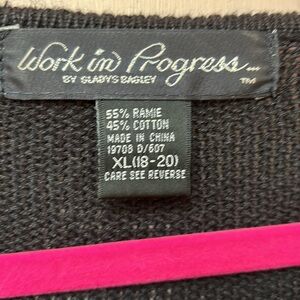 Work in Progress...
BY GLADYS BAGLEY
TM
55% RAMIE
45% COTTON
MADE IN CHINA
19708 D/607
XL(18-20)
CARE SEE REVERSE